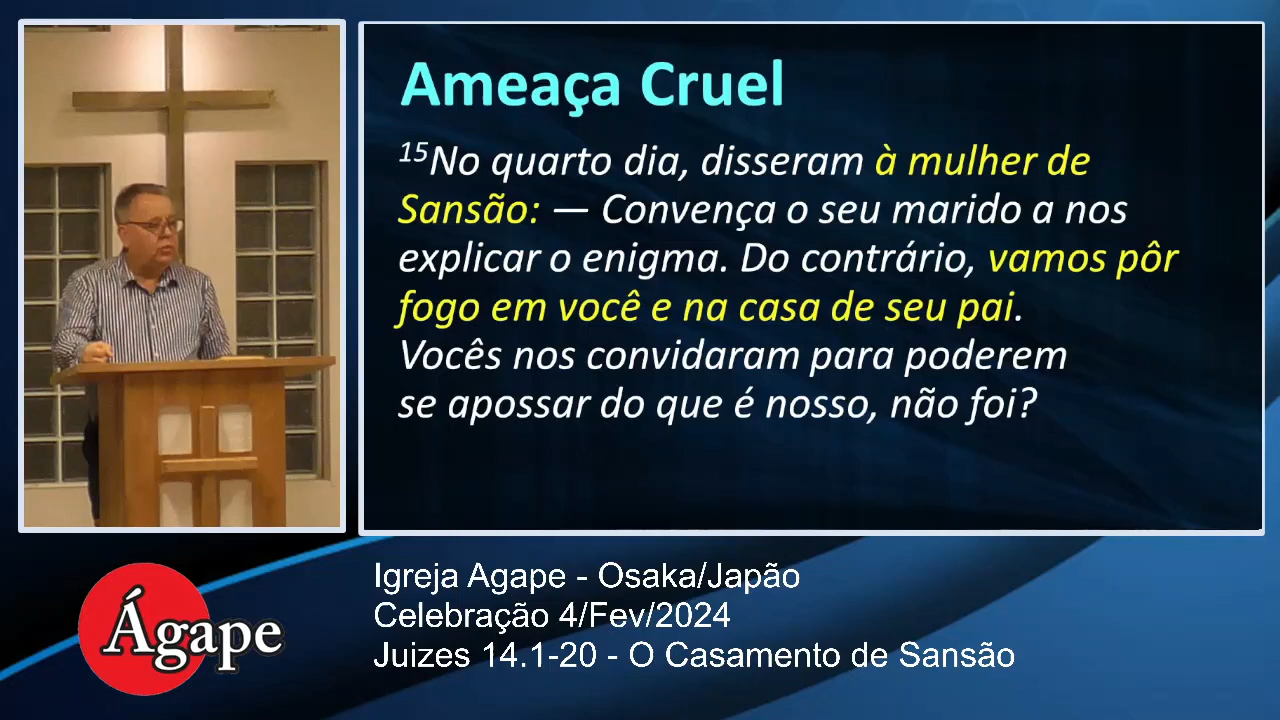 Ameaça Cruel
15No quarto dia, disseram à mulher de
Sansão: — Convença o seu marido a nos
explicar o enigma. Do contrário, vamos pôr
fogo em você e na casa de seu pai.
Vocês nos convidaram para poderem
se apossar do que é nosso, não foi?
Ágape
Igreja Agape - Osaka/Japão
Celebração 4/Fev/2024
Juizes 14.1-20 - O Casamento de Sansão